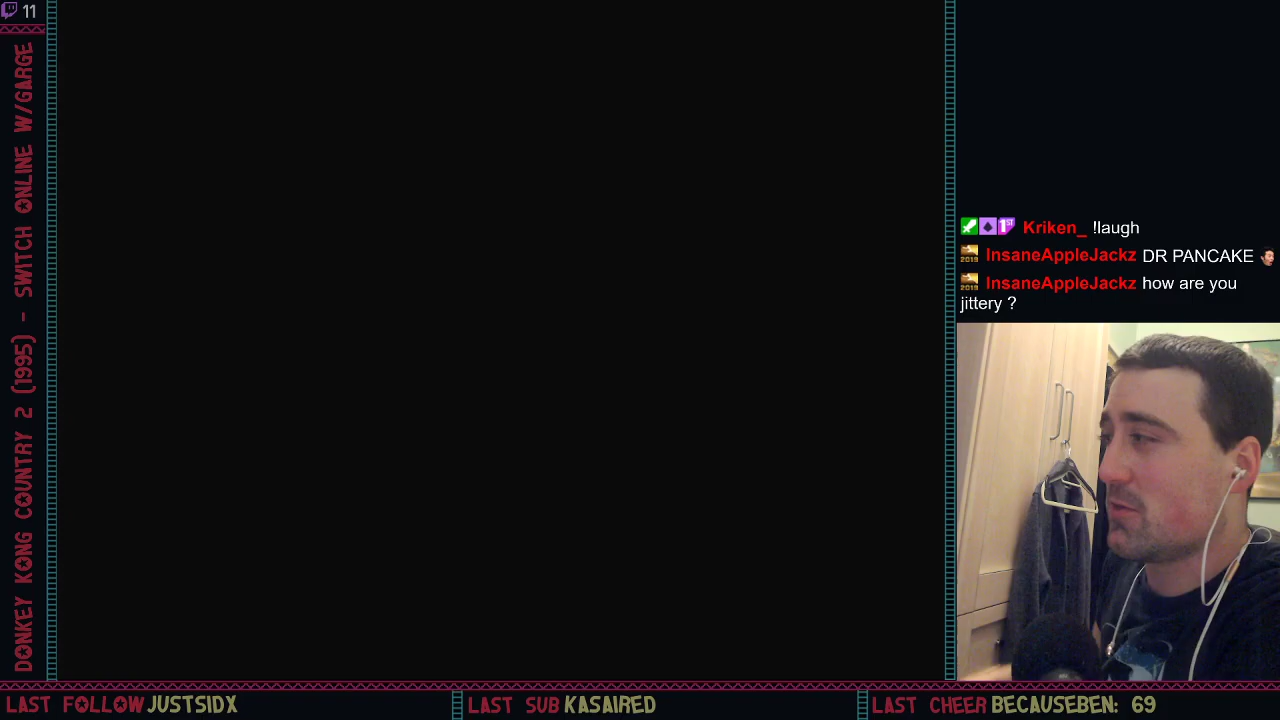 11
DONKEY KONG COUNTRY 2 (1995) - SWITCH ONLINE W/GARGE
Kriken_ !laugh
InsaneAppleJackz DR PANCAKE
InsaneAppleJackz how are you
jittery ?
LAST FOLLOW JUSTSIDX
LAST SUB KASAIRED
LAST CHEER BECAUSEBEN: 69